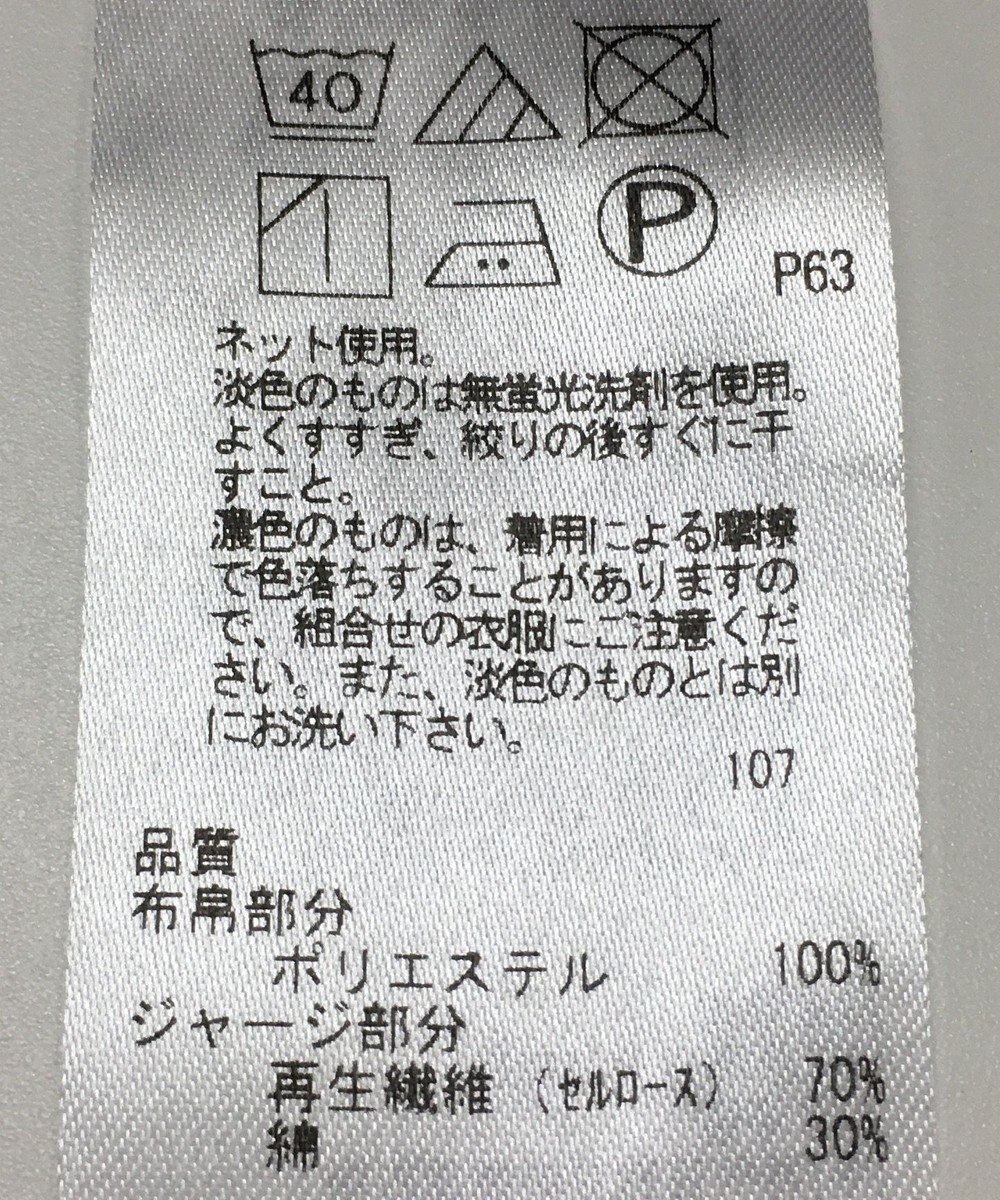 40
P
P63
ネット使用。
淡色のものは無蛍光洗剤を使用。
よくすすぎ、絞りの後すぐに干
すこと。
濃色のものは、着用による摩擦
で色落ちすることがありますの
で、組合せの衣服にご注意くだ
さい。また、淡色のものとは別
にお洗い下さい。
107
品質
布帛部分
ポリエステル 100%
ジャージ部分
再生繊維（セルロース） 70%
綿 30%